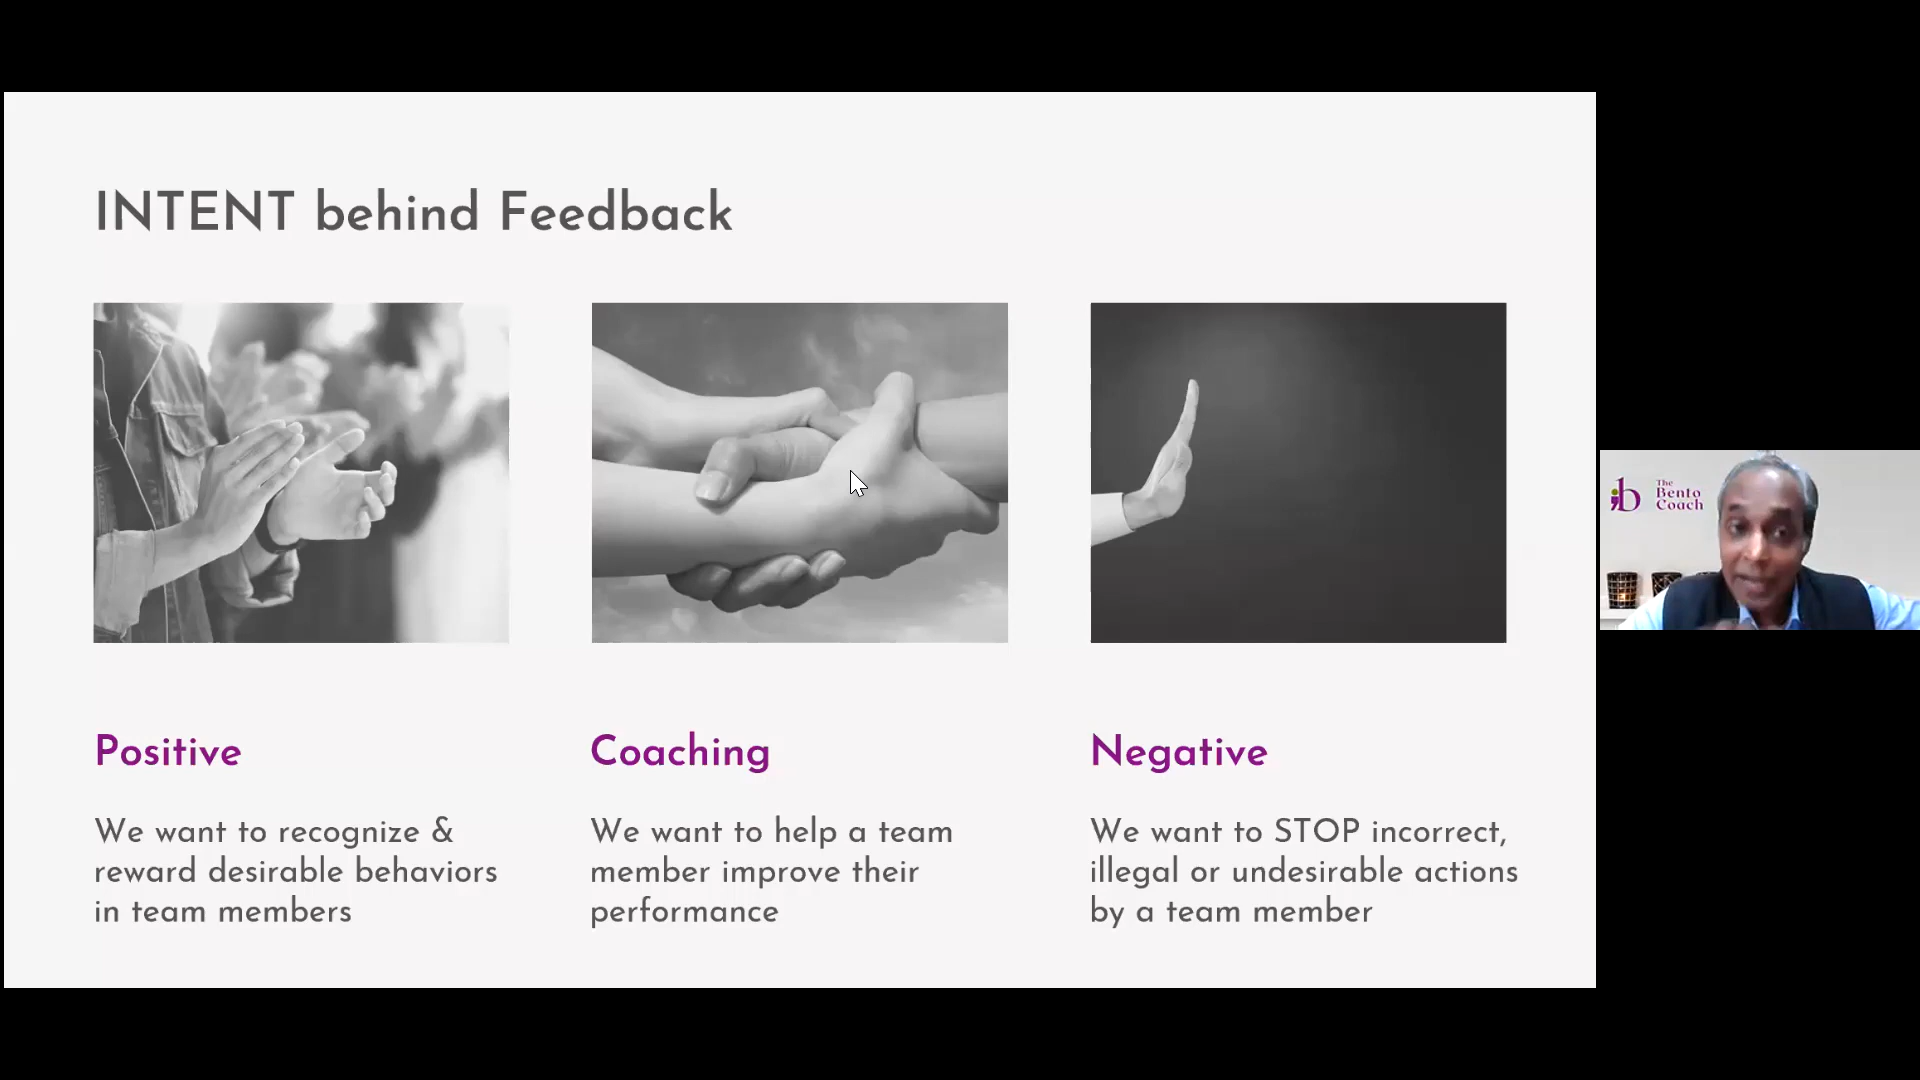 INTENT behind Feedback
Positive
We want to recognize &
reward desirable behaviors
in team members
Coaching
We want to help a team
member improve their
performance
Negative
We want to STOP incorrect,
illegal or undesirable actions
by a team member
b
The
Bento
Coach